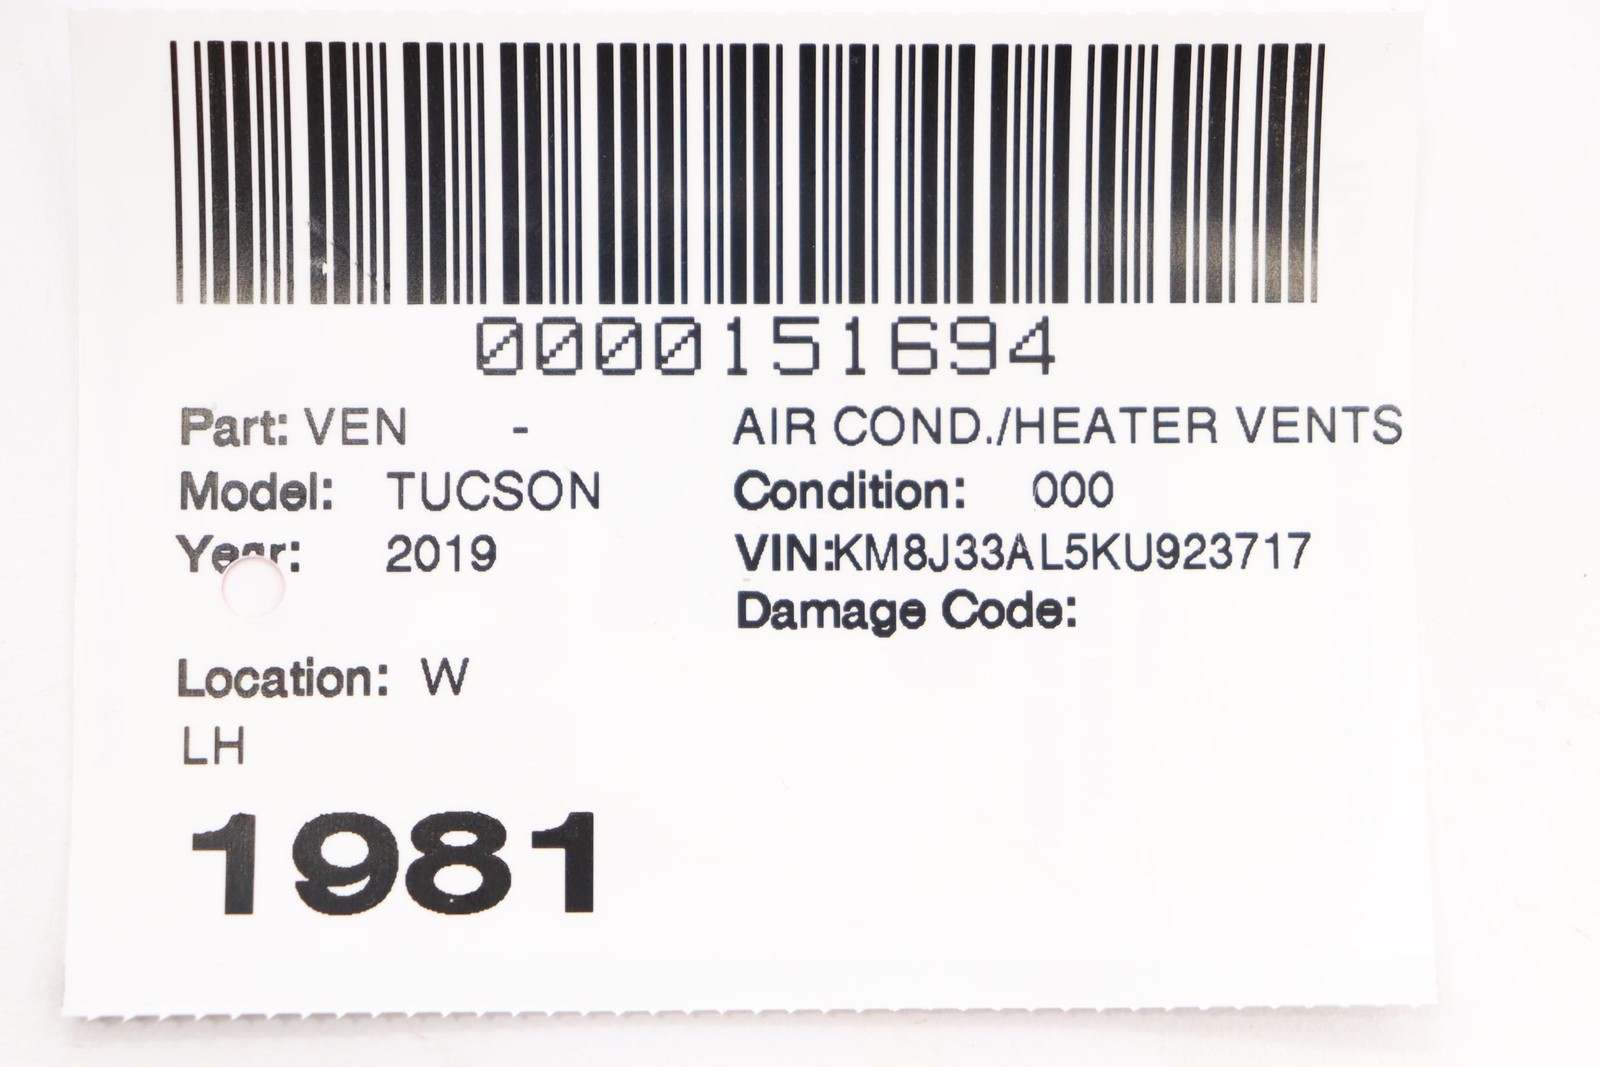 0000151694
Part: VEN - AIR COND./HEATER VENTS
Model: TUCSON Condition: 000
Year: 2019 VIN:KM8J33AL5KU923717
Damage Code:
Location: W
LH
1981